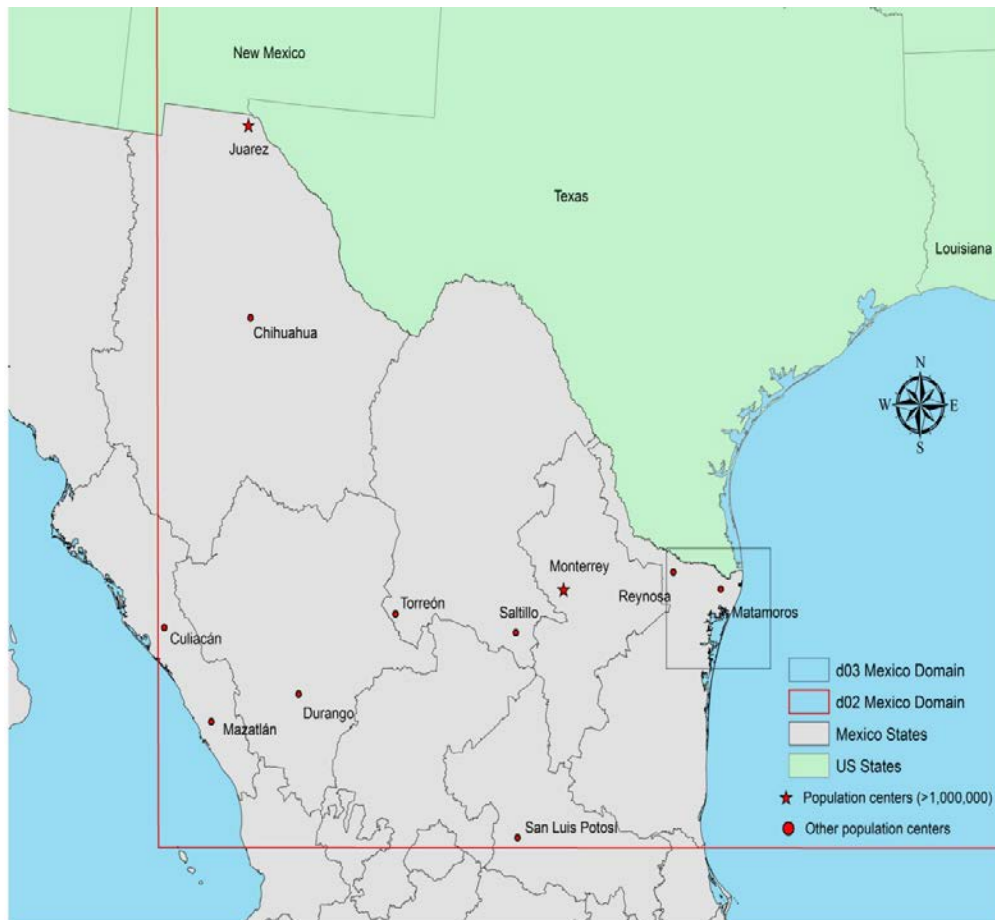 New Mexico
Juarez
Texas
Louisiana
Chihuahua
N
W E
S
Monterrey
Reynosa
Torreón
Saltillo
Matamoros
Culiacán
d03 Mexico Domain
d02 Mexico Domain
Durango
Mazatlán
Mexico States
US States
Population centers (>1,000,000)
San Luis Potosí
Other population centers